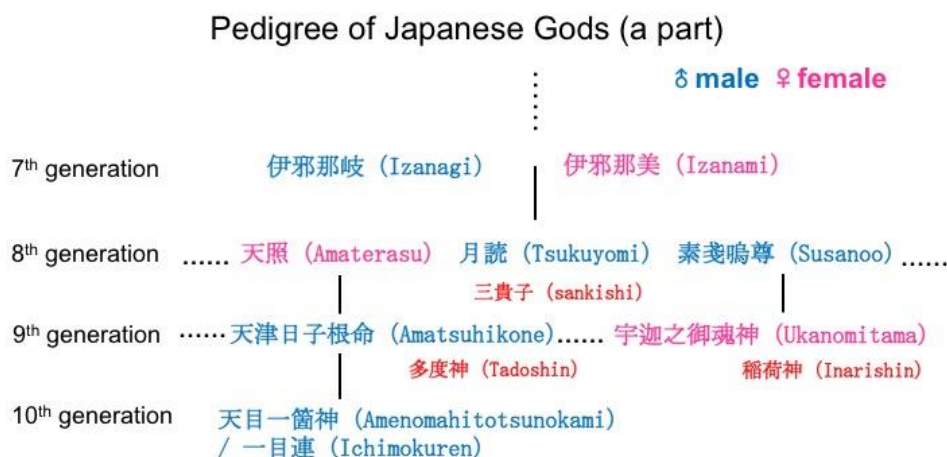 Pedigree of Japanese Gods (a part)
♂male ♀female
7th generation 伊邪那岐 (Izanagi) 伊邪那美 (Izanami)
8th generation ...... 天照 (Amaterasu) 月読 (Tsukuyomi) 素戔嗚尊 (Susanoo) ......
三貴子 (sankishi)
9th generation ...... 天津日子根命 (Amatsuhikone) ...... 宇迦之御魂神 (Ukanomitama)
多度神 (Tadoshin) 稲荷神 (Inarishin)
10th generation 天目一箇神 (Amenomahitotsunokami)
/ 一目連 (Ichimokuren)